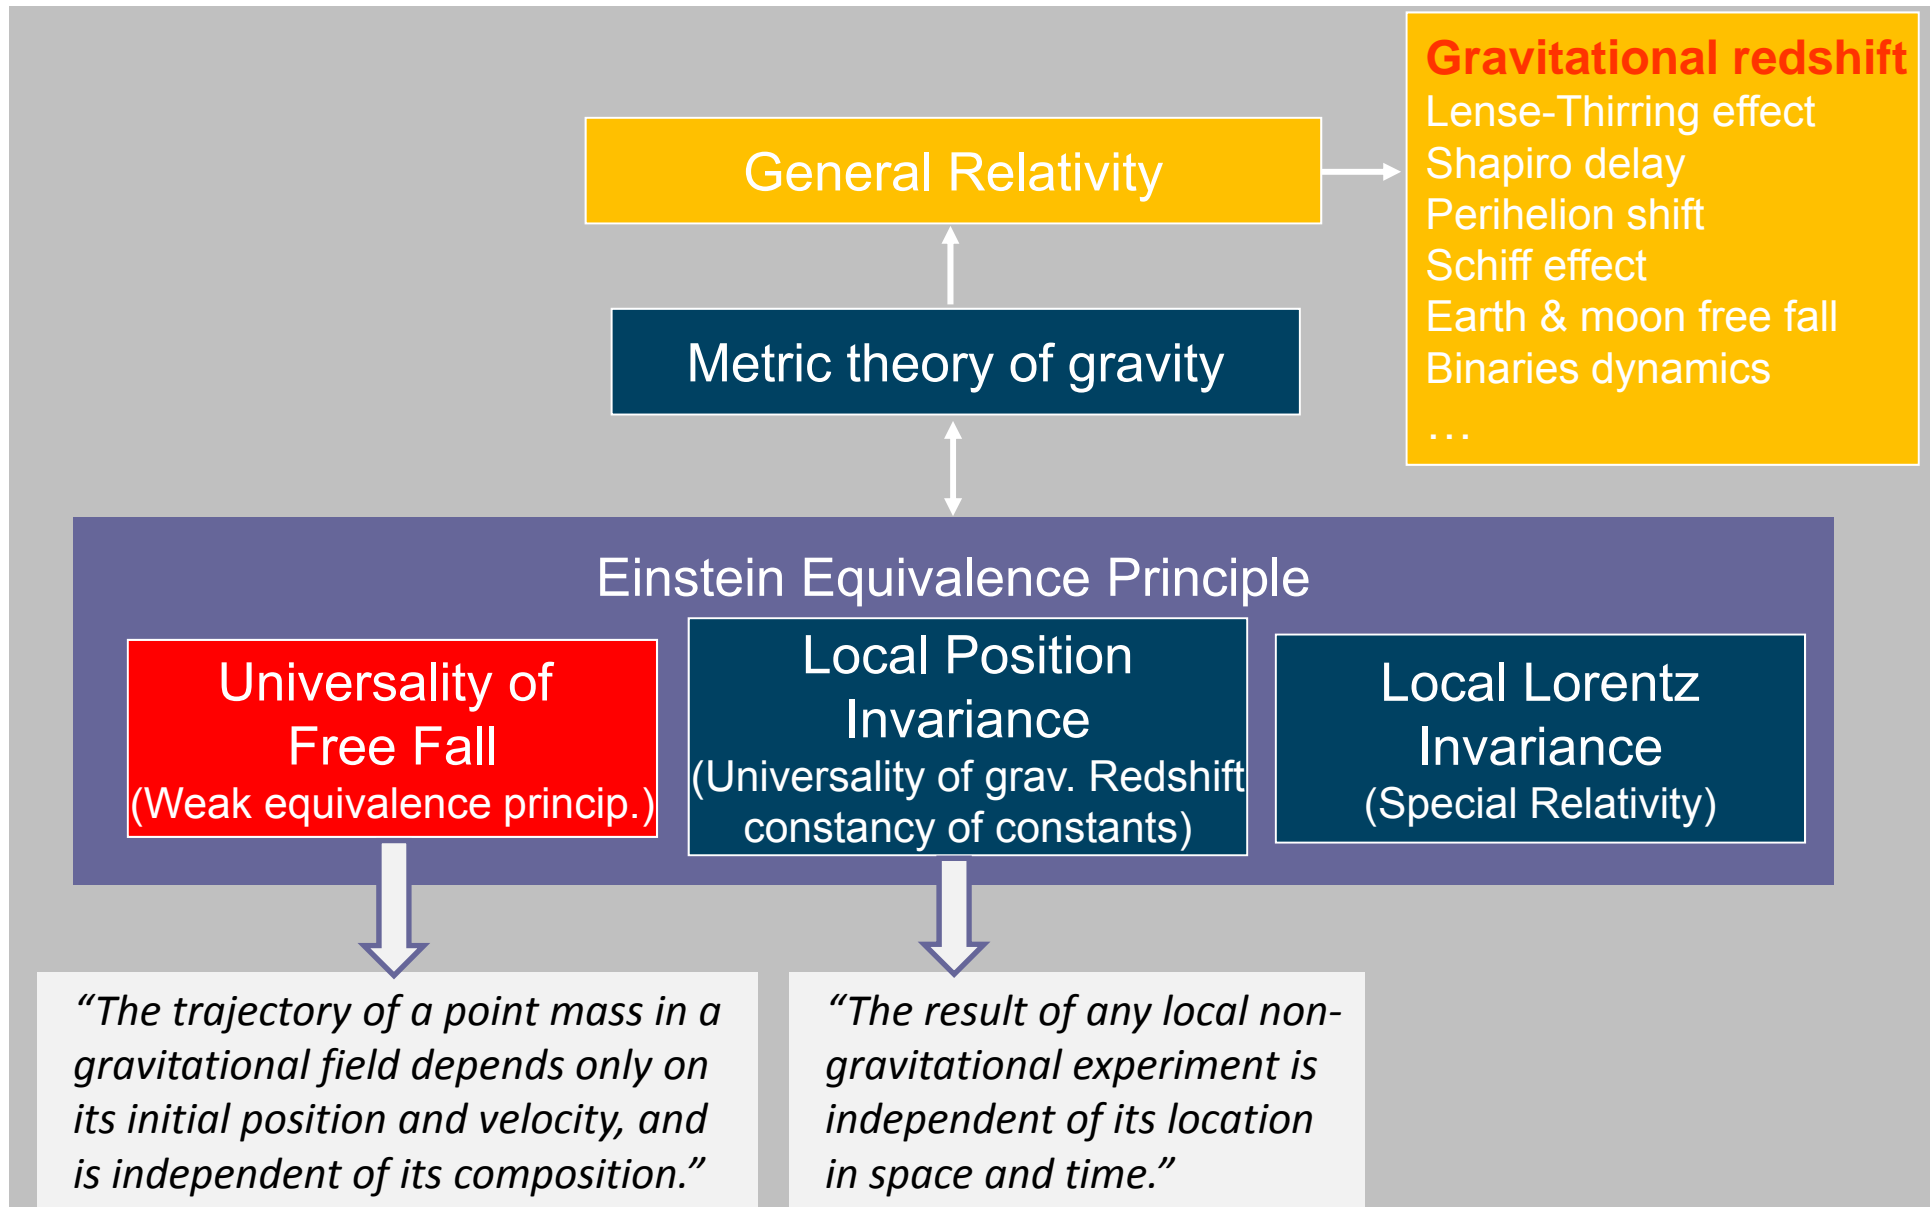 Gravitational redshift
Lense-Thirring effect
Shapiro delay
Perihelion shift
Schiff effect
Earth & moon free fall
Binaries dynamics
…
General Relativity
Metric theory of gravity
Einstein Equivalence Principle
Universality of
Free Fall
(Weak equivalence princip.)
Local Position
Invariance
(Universality of grav. Redshift
constancy of constants)
Local Lorentz
Invariance
(Special Relativity)
“The trajectory of a point mass in a
gravitational field depends only on
its initial position and velocity, and
is independent of its composition.”
“The result of any local non-
gravitational experiment is
independent of its location
in space and time.”